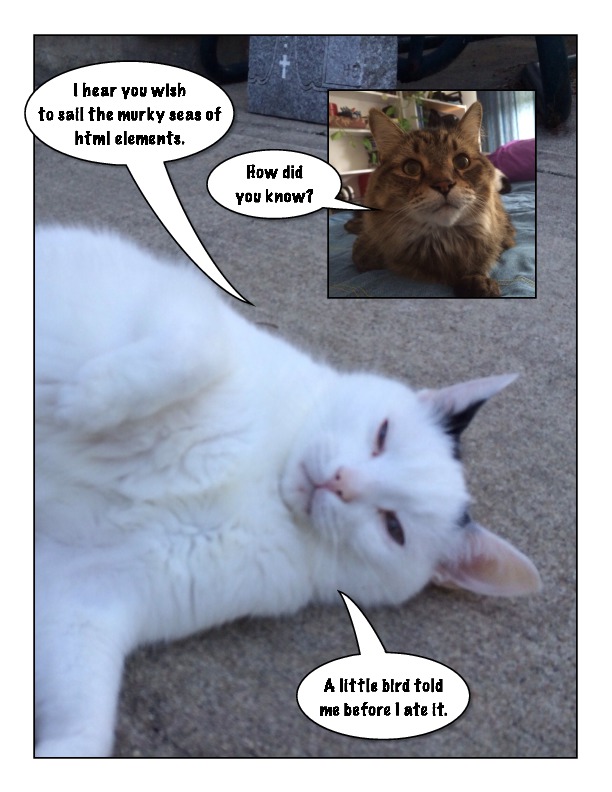 I hear you wish
to sail the murky seas of
html elements.
How did
you know?
A little bird told
me before I ate it.